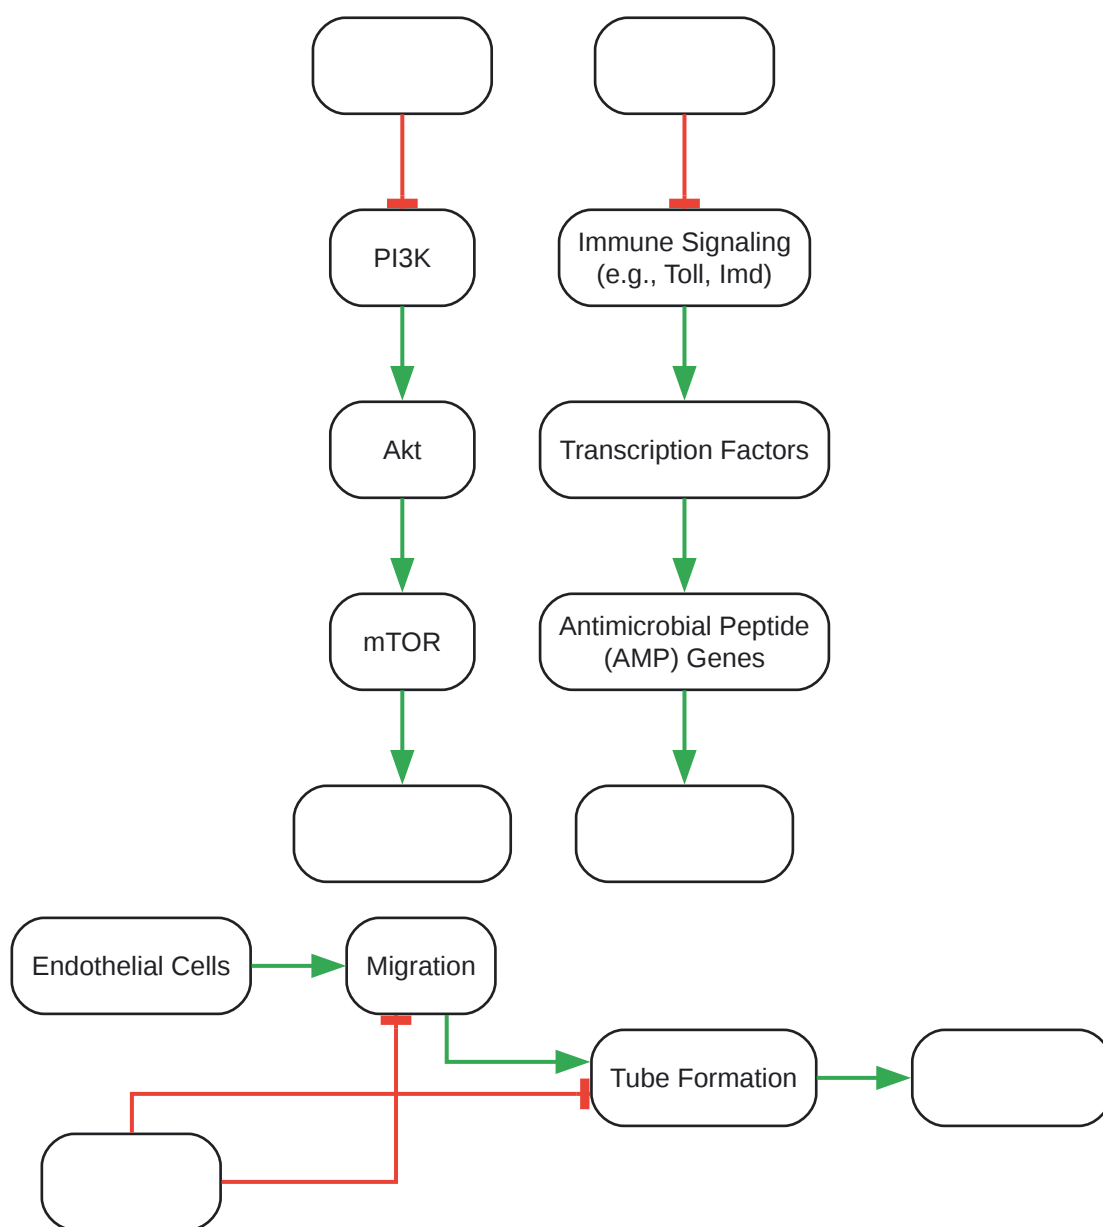 PI3K
Immune Signaling
(e.g., Toll, Imd)
Akt
Transcription Factors
mTOR
Antimicrobial Peptide
(AMP) Genes
Endothelial Cells
Migration
Tube Formation